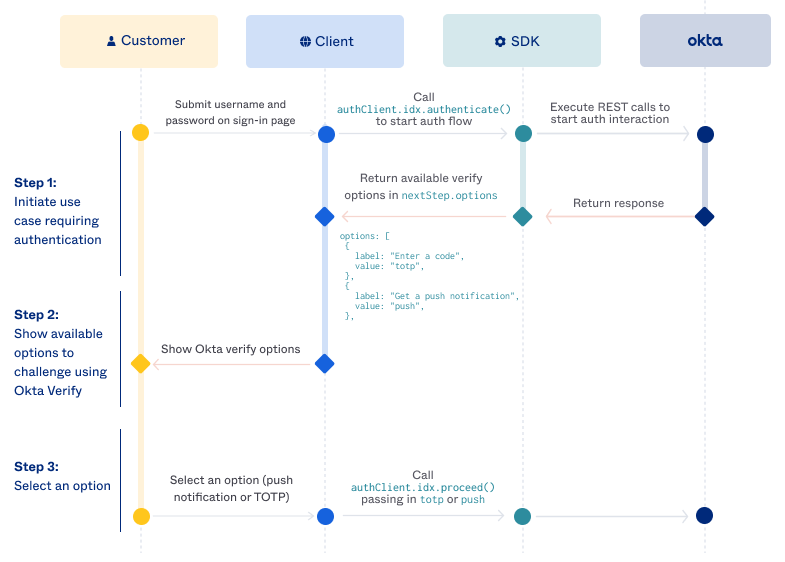 Customer
Client
SDK
okta
Submit username and
password on sign-in page
Call
authClient.idx.authenticate()
to start auth flow
Execute REST calls to
start auth interaction
Step 1:
Initiate use
case requiring
authentication
Return available verify
options in nextStep.options
Return response
options: [
{
label: "Enter a code",
value: "totp",
},
{
label: "Get a push notification",
value: "push",
},
Step 2:
Show available
options to
challenge using
Okta Verify
Show Okta verify options
Step 3:
Select an option
Select an option (push
notification or TOTP)
Call
authClient.idx.proceed()
passing in totp or push